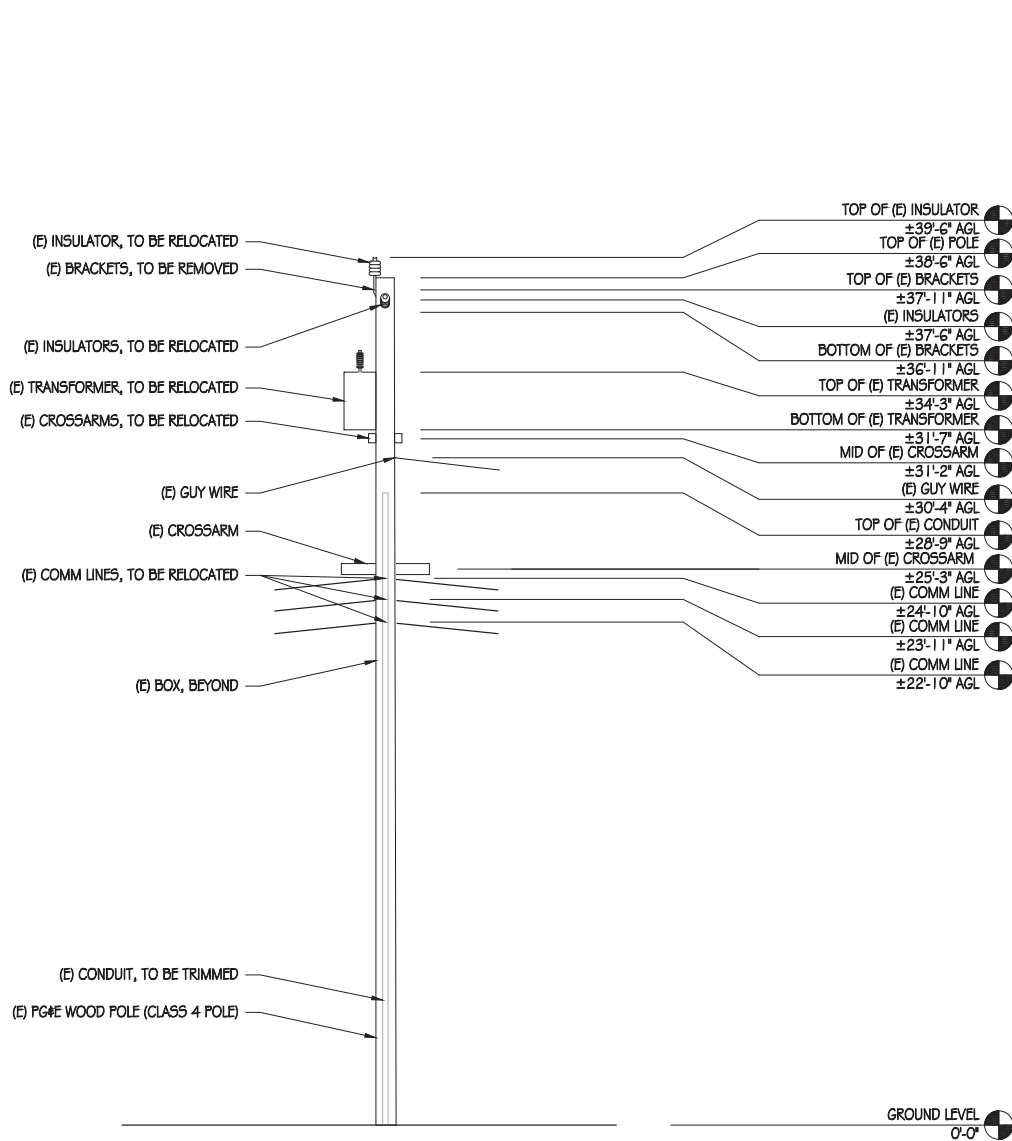 TOP OF (E) INSULATOR
±39'-6" AGL
TOP OF (E) POLE
±38'-6" AGL
TOP OF (E) BRACKETS
±37'-11" AGL
(E) INSULATORS
±37'-6" AGL
BOTTOM OF (E) BRACKETS
±36'-11" AGL
TOP OF (E) TRANSFORMER
±34'-3" AGL
BOTTOM OF (E) TRANSFORMER
±31'-7" AGL
MID OF (E) CROSSARM
±31'-2" AGL
(E) GUY WIRE
±30'-4" AGL
TOP OF (E) CONDUIT
±28'-9" AGL
MID OF (E) CROSSARM
±25'-3" AGL
(E) COMM LINE
±24'-10" AGL
(E) COMM LINE
±23'-11" AGL
(E) COMM LINE
±22'-10" AGL
(E) INSULATOR, TO BE RELOCATED
(E) BRACKETS, TO BE REMOVED
(E) INSULATORS, TO BE RELOCATED
(E) TRANSFORMER, TO BE RELOCATED
(E) CROSSARMS, TO BE RELOCATED
(E) GUY WIRE
(E) CROSSARM
(E) COMM LINES, TO BE RELOCATED
(E) BOX, BEYOND
(E) CONDUIT, TO BE TRIMMED
(E) PG&E WOOD POLE (CLASS 4 POLE)
GROUND LEVEL
0'-0"